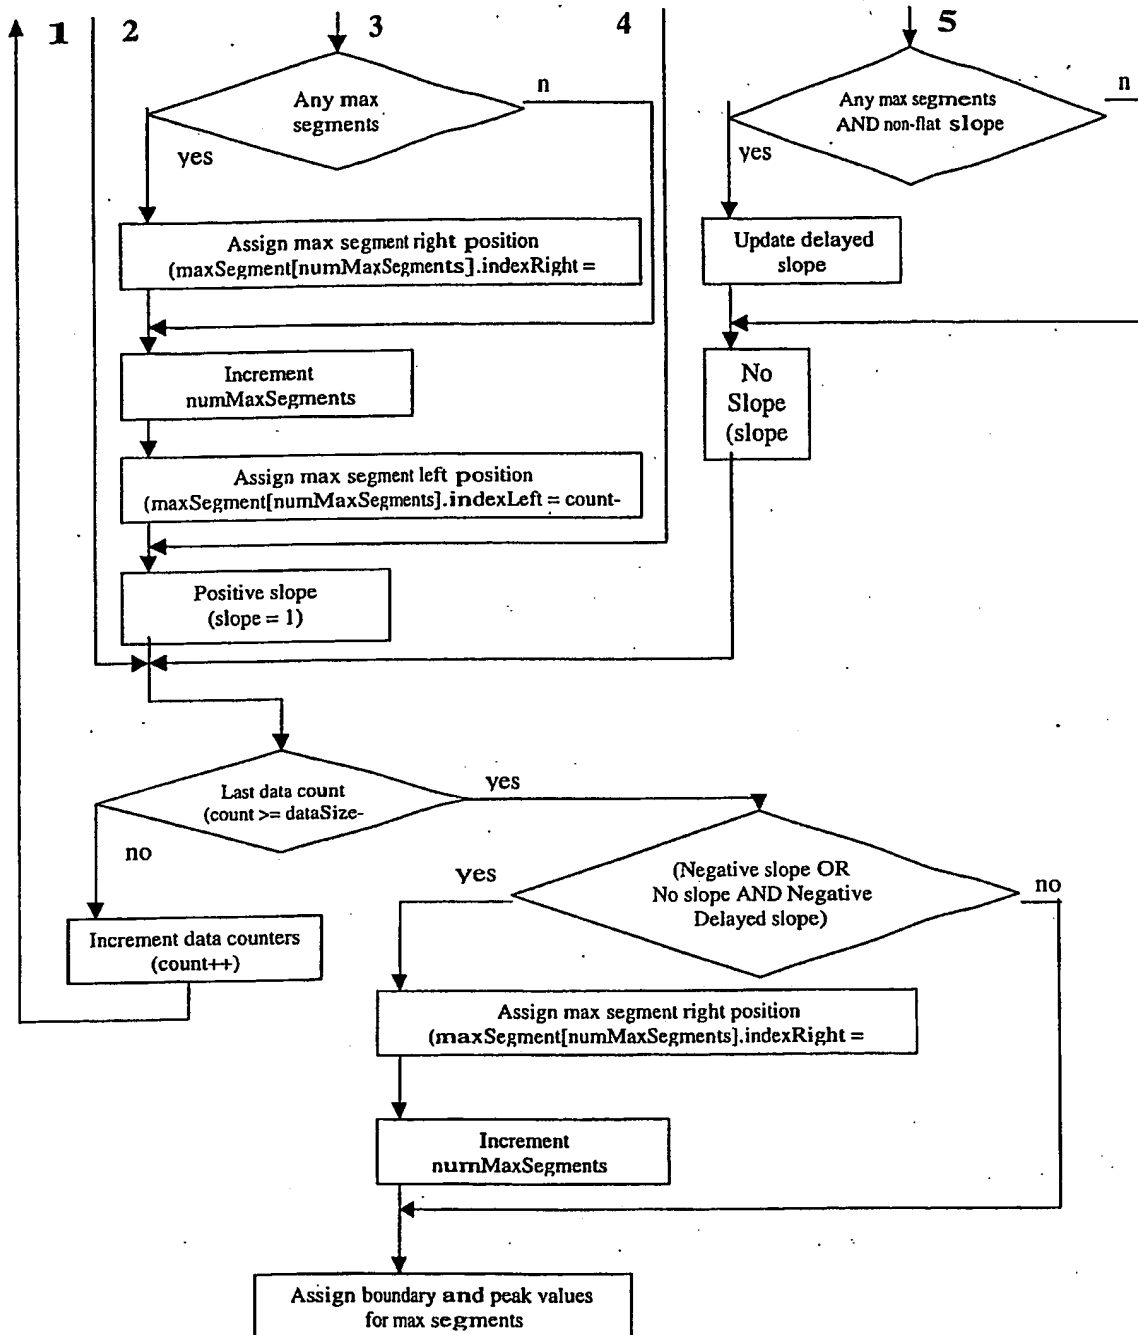 1 2 3 4 5
Any max
segments
n
yes
Any max segments
AND non-flat slope
n
yes
Assign max segment right position
(maxSegment[numMaxSegments].indexRight =
Update delayed
slope
Increment
numMaxSegments
No
Slope
(slope
Assign max segment left position
(maxSegment[numMaxSegments].indexLeft = count-
Positive slope
(slope = 1)
Last data count
(count >= dataSize-
yes
no
(Negative slope OR
No slope AND Negative
Delayed slope)
yes
no
Increment data counters
(count++)
Assign max segment right position
(maxSegment[numMaxSegments].indexRight =
Increment
numMaxSegments
Assign boundary and peak values
for max segments